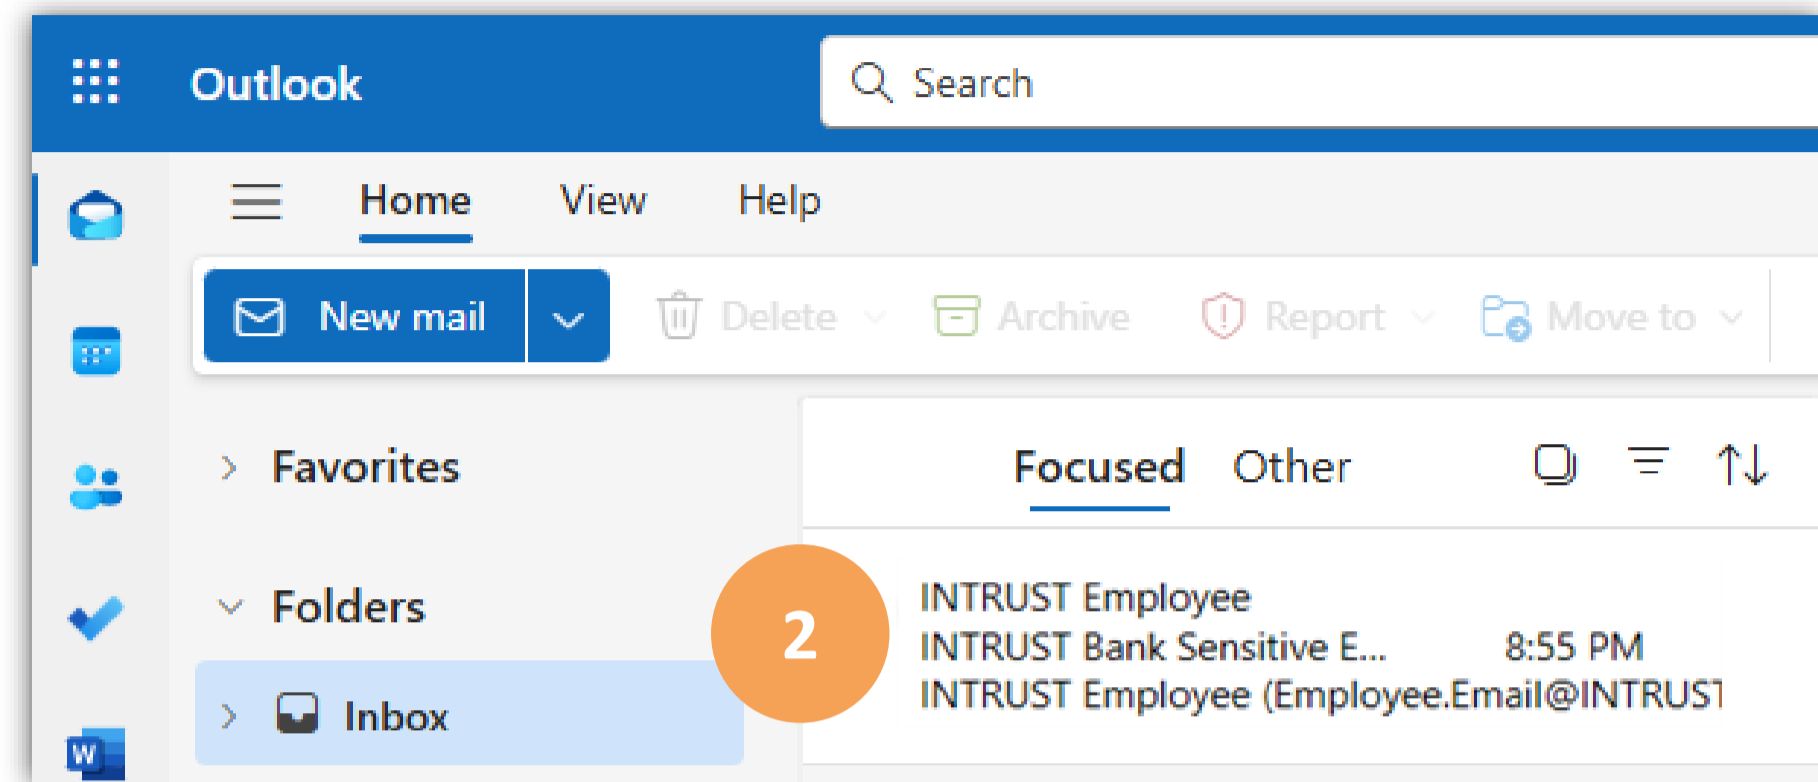 Outlook
Search
Home View Help
New mail Delete Archive Report Move to
Favorites
Focused Other
Folders
2
INTRUST Employee
INTRUST Bank Sensitive E... 8:55 PM
INTRUST Employee (Employee.Email@INTRUST
Inbox
W